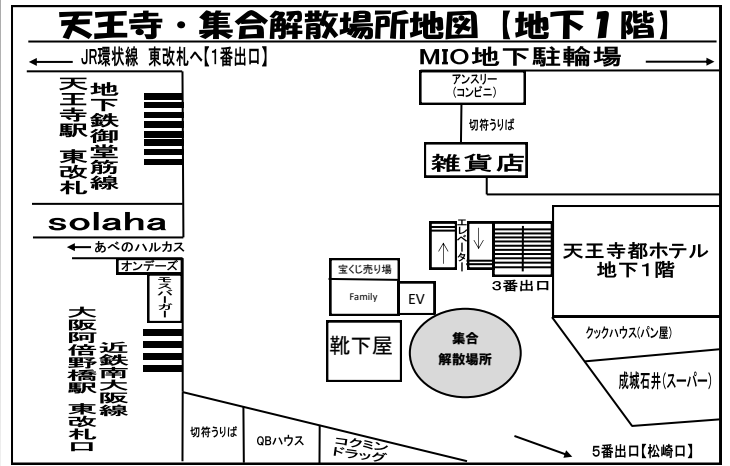 天王寺・集合解散場所地図【地下1階】
JR環状線 東改札へ【1番出口】
MIO地下駐輪場
アンスリー
(コンビニ)
切符うりば
雑貨店
地下鉄御堂筋線
天王寺駅 東改札
solaha
あべのハルカス
オンデーズ
モスバーガー
近鉄南大阪線
大阪阿倍野橋駅 東改札口
エレベーター
3番出口
天王寺都ホテル
地下1階
宝くじ売り場
Family
EV
靴下屋
集合
解散場所
クックハウス(パン屋)
成城石井(スーパー)
切符うりば
QBハウス
コクミン
ドラッグ
5番出口【松崎口】